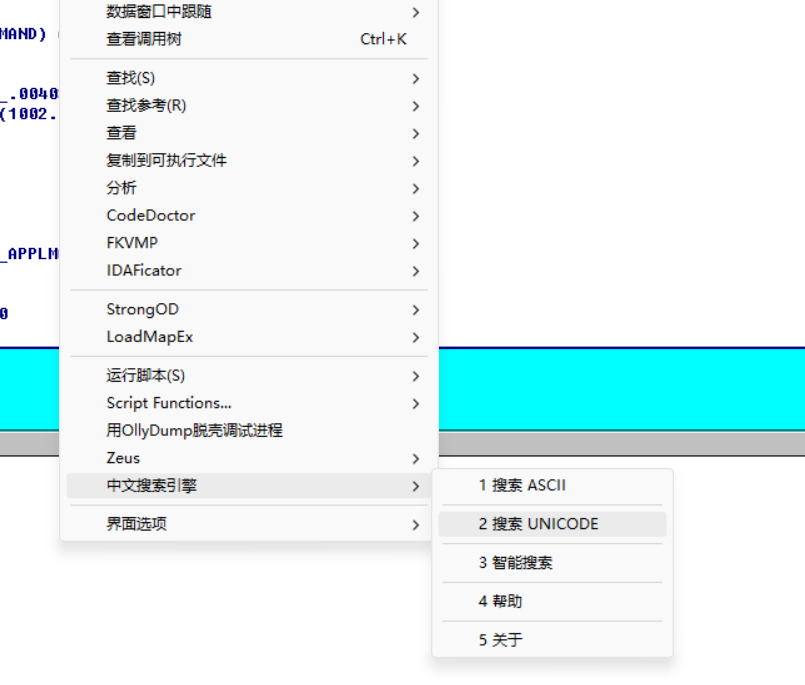 数据窗口中跟随
MAND)
查看调用树 Ctrl+K
查找(S)
_.0040
查找参考(R)
(1002.
查看
复制到可执行文件
分析
CodeDoctor
FKVMP
_APPLM
IDAFicator
StrongOD
0
LoadMapEx
运行脚本(S)
Script Functions...
用OllyDump脱壳调试进程
Zeus
中文搜索引擎
1 搜索 ASCII
界面选项
2 搜索 UNICODE
3 智能搜索
4 帮助
5 关于